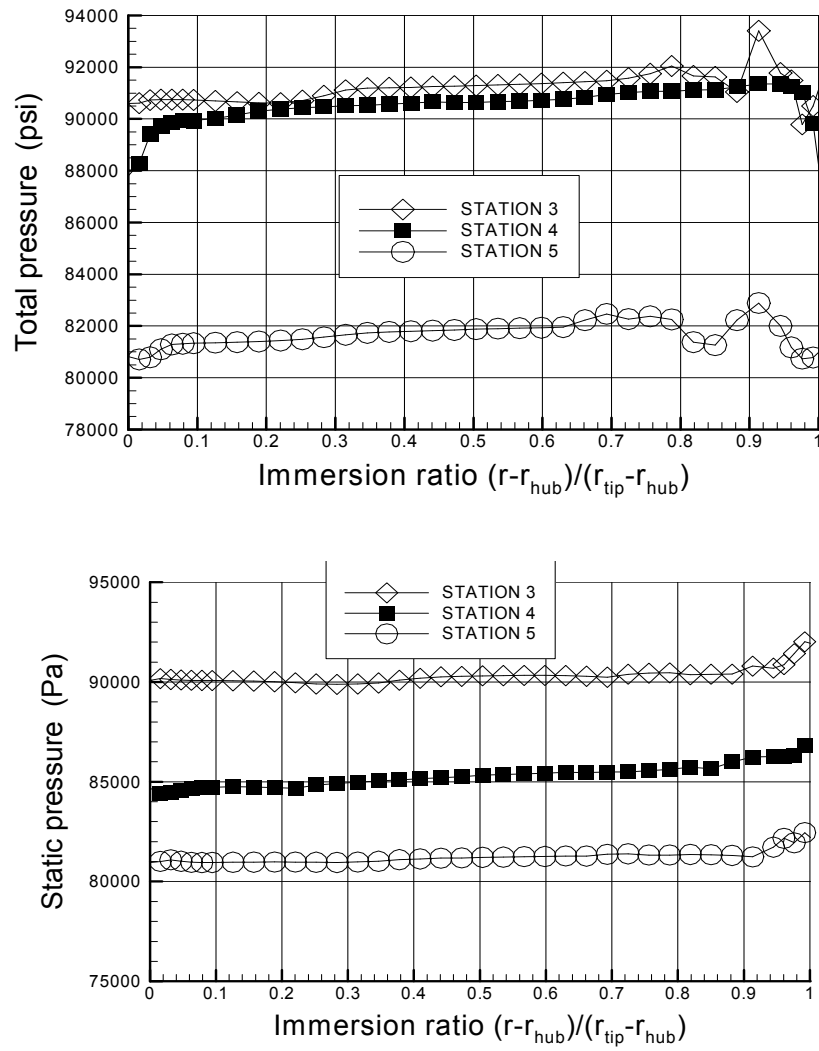 94000
92000
90000
88000
86000
84000
82000
80000
78000
Total pressure (psi)
STATION 3
STATION 4
STATION 5
0 0.1 0.2 0.3 0.4 0.5 0.6 0.7 0.8 0.9 1
Immersion ratio (r-rhub)/(rtip-rhub)
95000
90000
85000
80000
75000
Static pressure (Pa)
STATION 3
STATION 4
STATION 5
0 0.1 0.2 0.3 0.4 0.5 0.6 0.7 0.8 0.9 1
Immersion ratio (r-rhub)/(rtip-rhub)